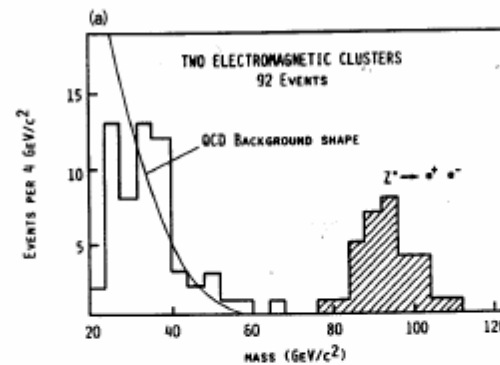 (a)
TWO ELECTROMAGNETIC CLUSTERS
92 EVENTS
QCD BACKGROUND SHAPE
Z° → e⁺ e⁻
EVENTS PER 4 GEV/c²
15
10
5
20 40 60 80 100 120
MASS (GEV/c²)